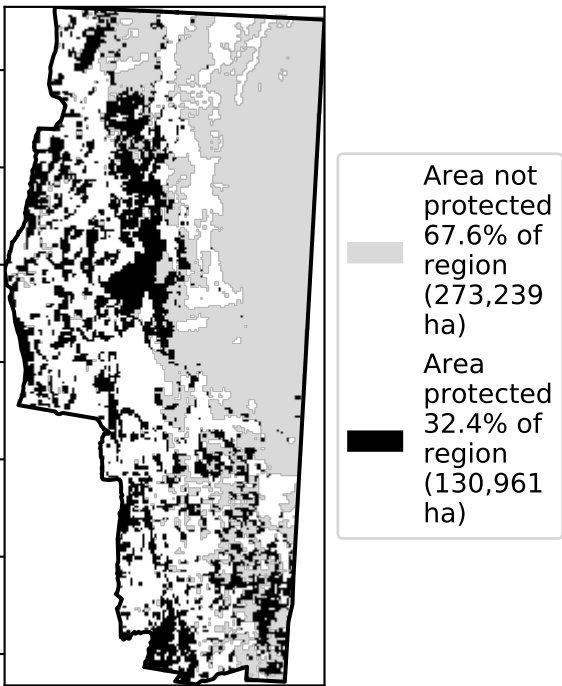 Area not
protected
67.6% of
region
(273,239
ha)
Area
protected
32.4% of
region
(130,961
ha)